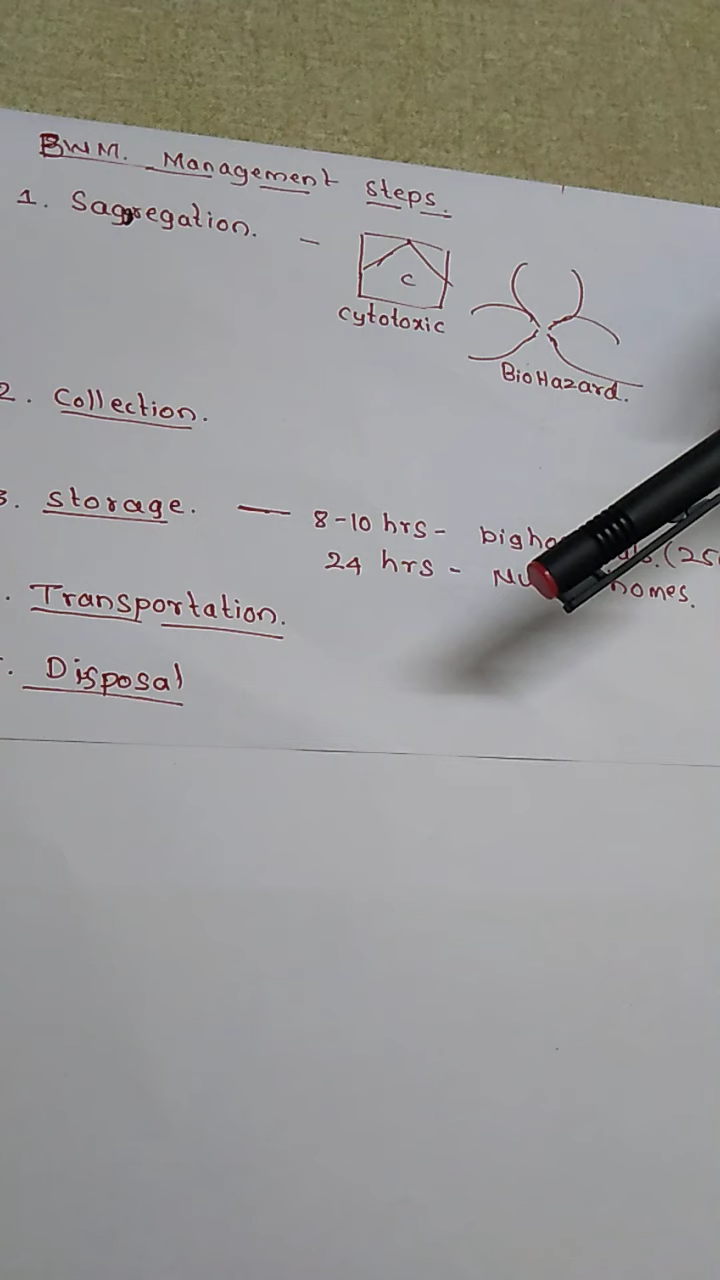 BWM. Management steps.
1. Saggregation. -
C
cytotoxic
BioHazard.
2. Collection.
3. storage. — 8-10 hrs - (250
24 hrs - homes.
. Transportation.
. Disposal